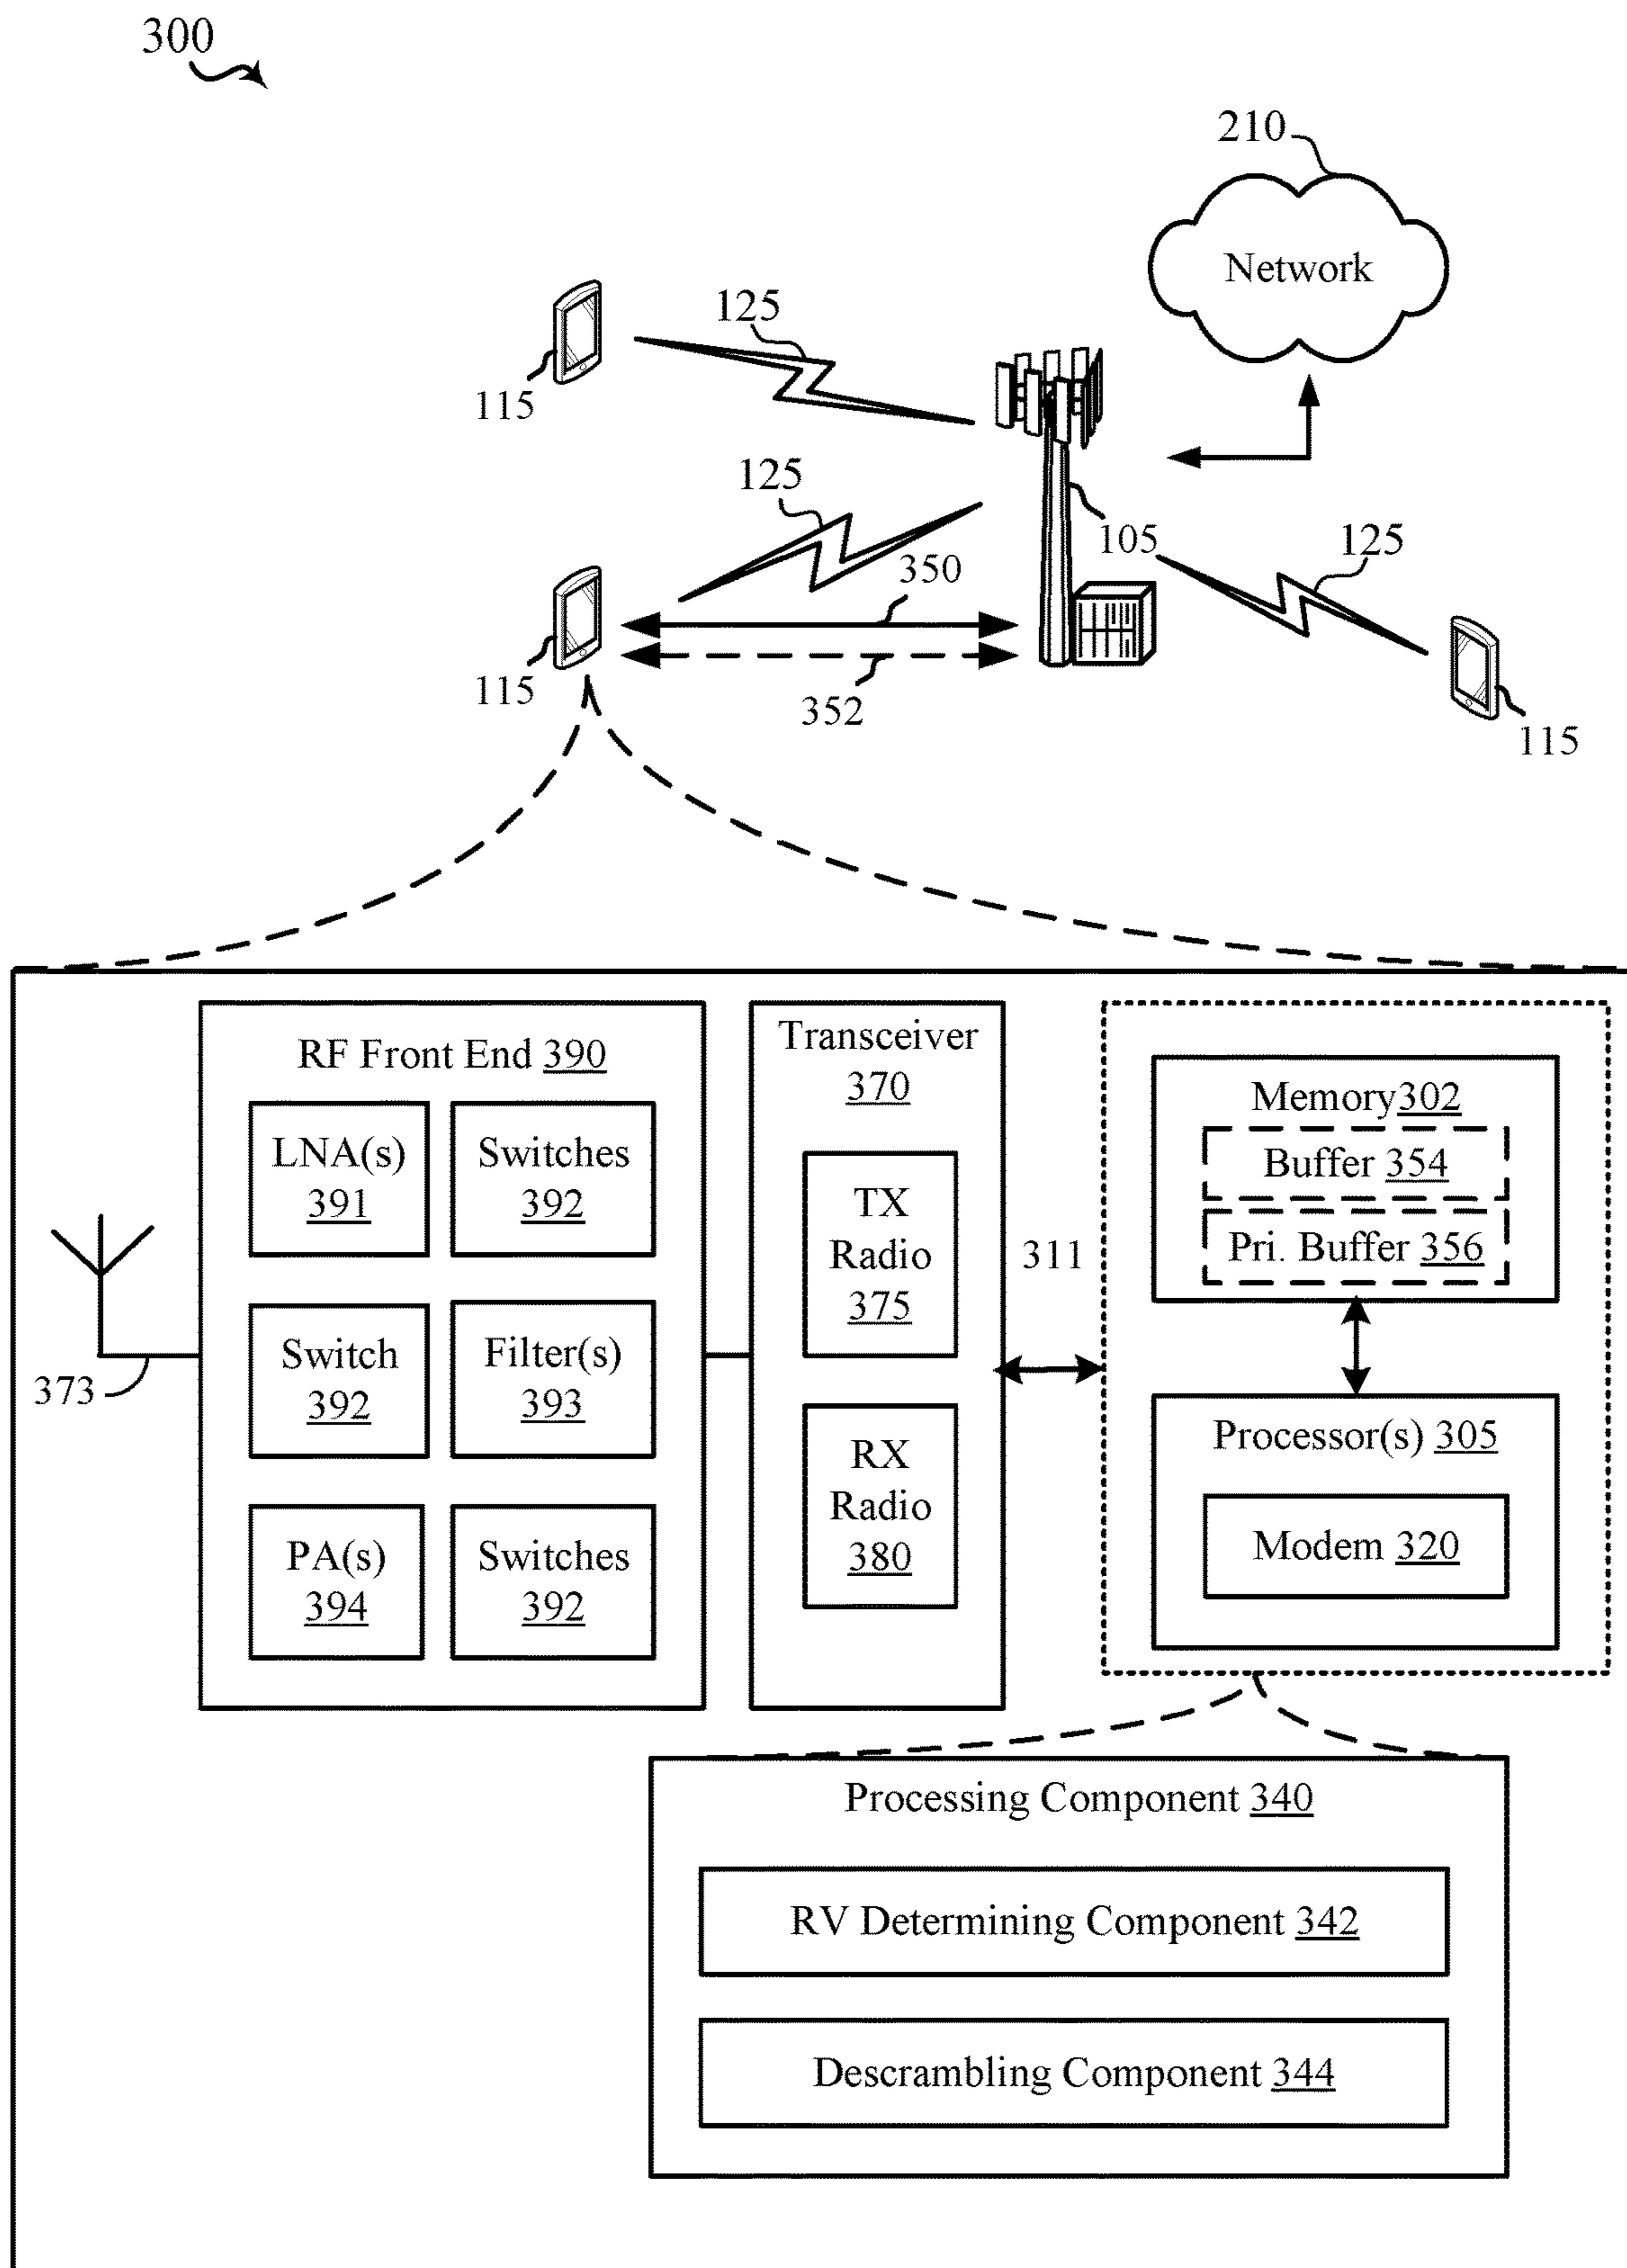 300
210
Network
125
115
125
105
125
350
115
352
115
RF Front End 390
LNA(s)
391
Switches
392
Switch
392
Filter(s)
393
PA(s)
394
Switches
392
373
Transceiver
370
TX
Radio
375
RX
Radio
380
311
Memory302
Buffer 354
Pri. Buffer 356
Processor(s) 305
Modem 320
Processing Component 340
RV Determining Component 342
Descrambling Component 344